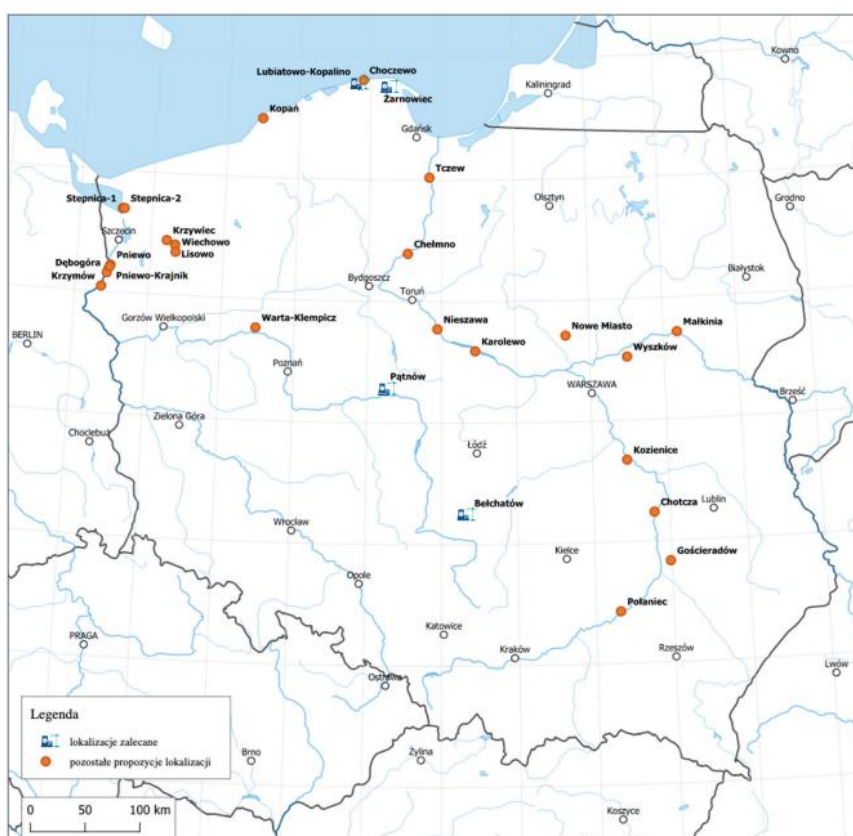 Kowno
Lubiatowo-Kopalino
Choczewo
Żarnowiec
Kaliningrad
Kopań
Gdańsk
Tczew
Stepnica-1
Stepnica-2
Olsztyn
Grodno
Szczecin
Krzywiec
Wiechowo
Lisowo
Chełmno
Dębogóra
Pniewo
Krzymów
Pniewo-Krajnik
Białystok
Bydgoszcz
Toruń
Gorzów Wielkopolski
Warta-Klempicz
Nieszawa
Nowe Miasto
Małkinia
BERLIN
Karolewo
Wyszków
Poznań
Pątnów
WARSZAWA
Brześć
Zielona Góra
Chociebuż
Łódź
Kozienice
Bełchatów
Lublin
Chotcza
Wrocław
Kielce
Gościeradów
Opole
Połaniec
PRAGA
Katowice
Kraków
Rzeszów
Lwów
Ostrawa
Legenda
lokalizacje zalecane
pozostałe propozycje lokalizacji
Brno
Żylina
0 50 100 km
Koszyce